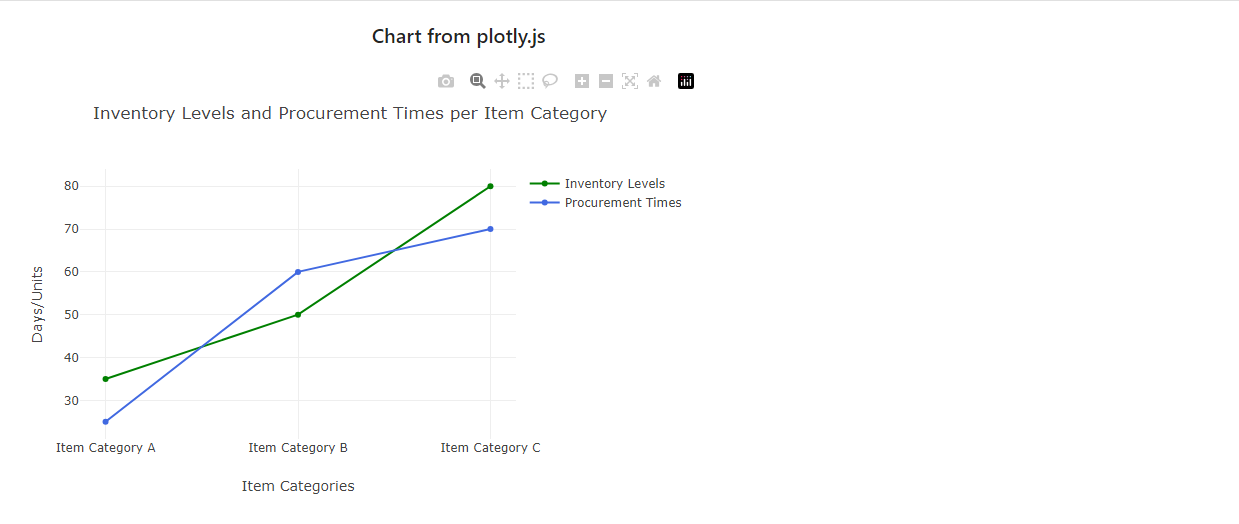 Chart from plotly.js
Inventory Levels and Procurement Times per Item Category
80
70
60
50
40
30
Days/Units
Item Category A
Item Category B
Item Category C
Item Categories
Inventory Levels
Procurement Times